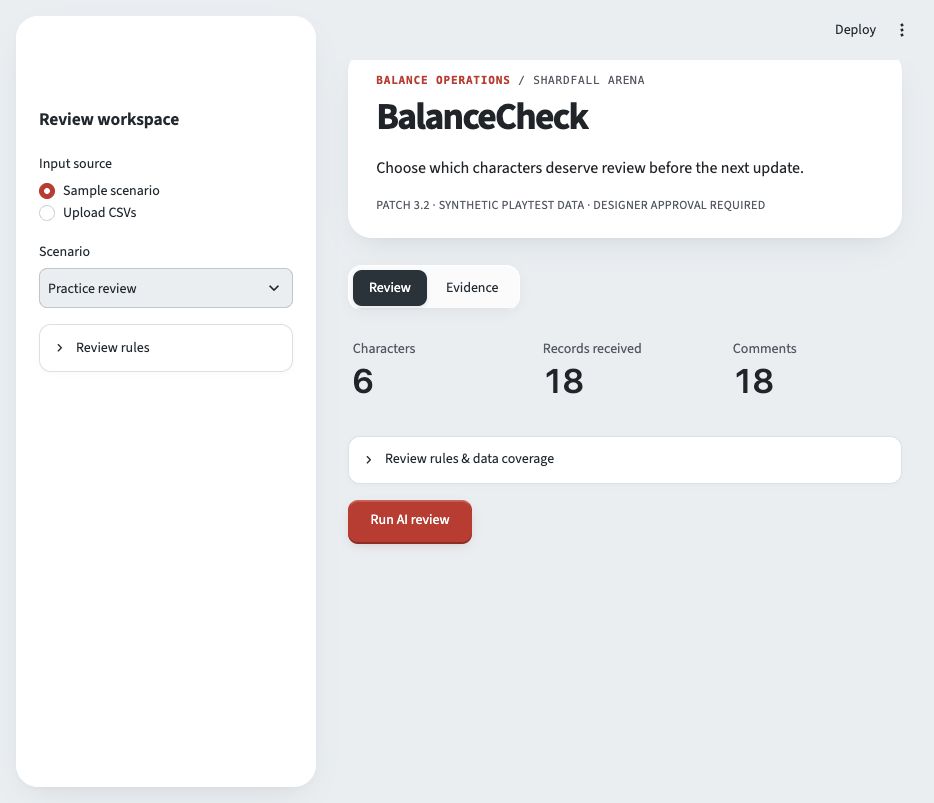 Deploy
Review workspace
Input source
Sample scenario
Upload CSVs
Scenario
Practice review
Review rules
BALANCE OPERATIONS / SHARDFALL ARENA
BalanceCheck
Choose which characters deserve review before the next update.
PATCH 3.2 · SYNTHETIC PLAYTEST DATA · DESIGNER APPROVAL REQUIRED
Review
Evidence
Characters
6
Records received
18
Comments
18
Review rules & data coverage
Run AI review